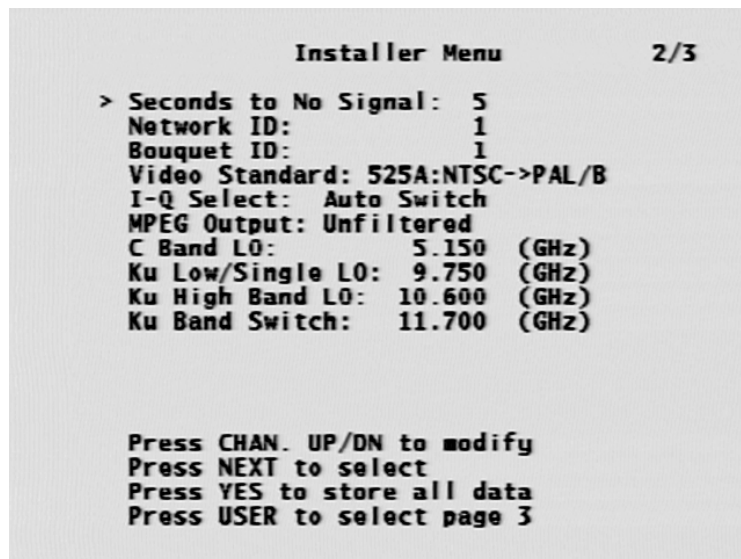 Installer Menu 2/3
> Seconds to No Signal: 5
Network ID: 1
Bouquet ID: 1
Video Standard: 525A:NTSC->PAL/B
I-Q Select: Auto Switch
MPEG Output: Unfiltered
C Band LO: 5.150 (GHz)
Ku Low/Single LO: 9.750 (GHz)
Ku High Band LO: 10.600 (GHz)
Ku Band Switch: 11.700 (GHz)
Press CHAN. UP/DN to modify
Press NEXT to select
Press YES to store all data
Press USER to select page 3